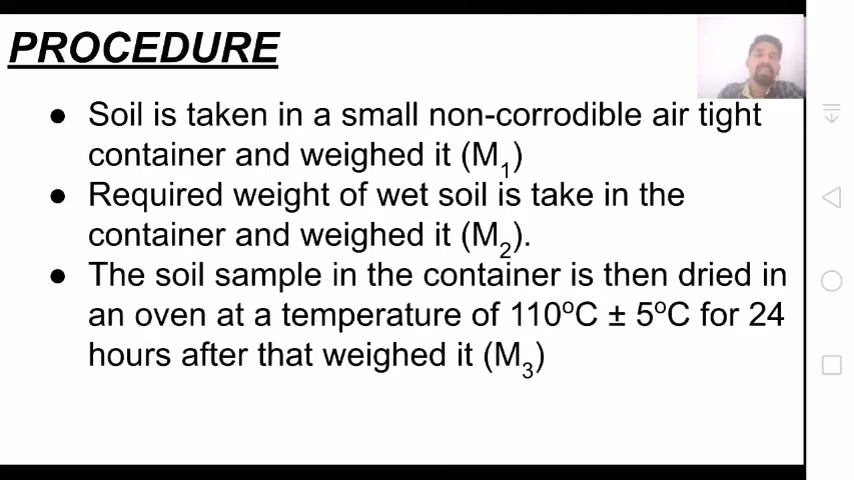 PROCEDURE
● Soil is taken in a small non-corrodible air tight
container and weighed it (M₁)
● Required weight of wet soil is take in the
container and weighed it (M₂).
● The soil sample in the container is then dried in
an oven at a temperature of 110⁰C ± 5⁰C for 24
hours after that weighed it (M₃)